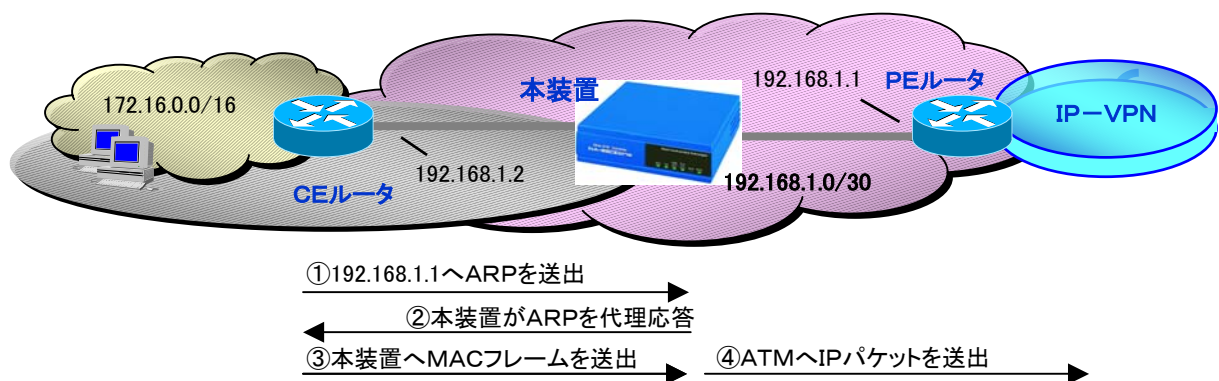 192.168.1.1
PEルータ
本装置
172.16.0.0/16
IP－VPN
192.168.1.2
192.168.1.0/30
CEルータ
①192.168.1.1へARPを送出
②本装置がARPを代理応答
③本装置へMACフレームを送出
④ATMへIPパケットを送出